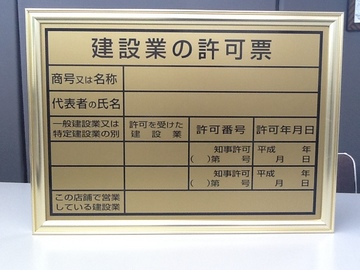 建設業の許可票
商号又は名称
代表者の氏名
一般建設業又は
特定建設業の別
許可を受けた
建設業
許可番号
許可年月日
知事許可
( )第 号
平成 年
月 日
知事許可
( )第 号
平成 年
月 日
この店舗で営業
している建設業